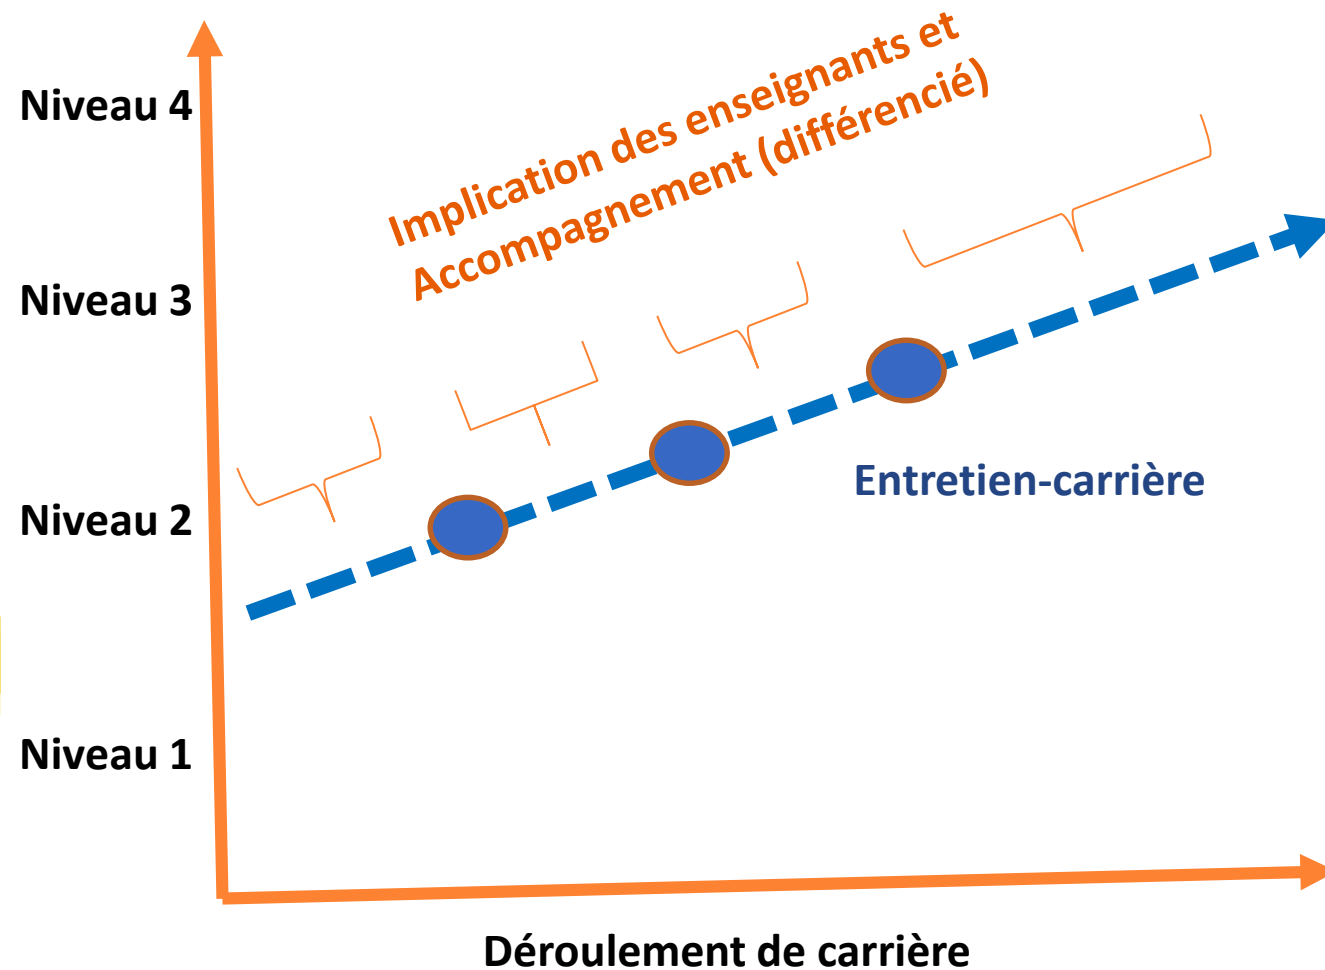 Implication des enseignants et
Accompagnement (différencié)
Niveau 4
Niveau 3
Niveau 2
Niveau 1
Entretien-carrière
Déroulement de carrière